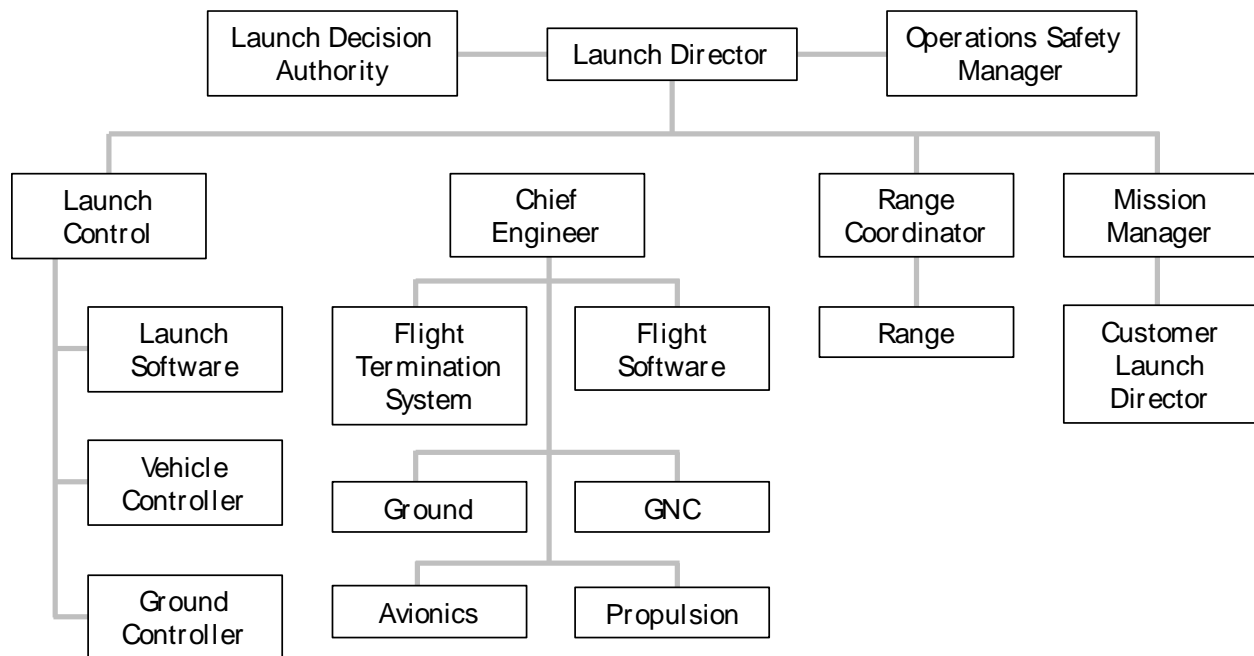 Launch Decision
Authority
Launch Director
Operations Safety
Manager
Launch
Control
Chief
Engineer
Range
Coordinator
Mission
Manager
Launch
Software
Flight
Termination
System
Flight
Software
Range
Customer
Launch
Director
Vehicle
Controller
Ground
GNC
Ground
Controller
Avionics
Propulsion